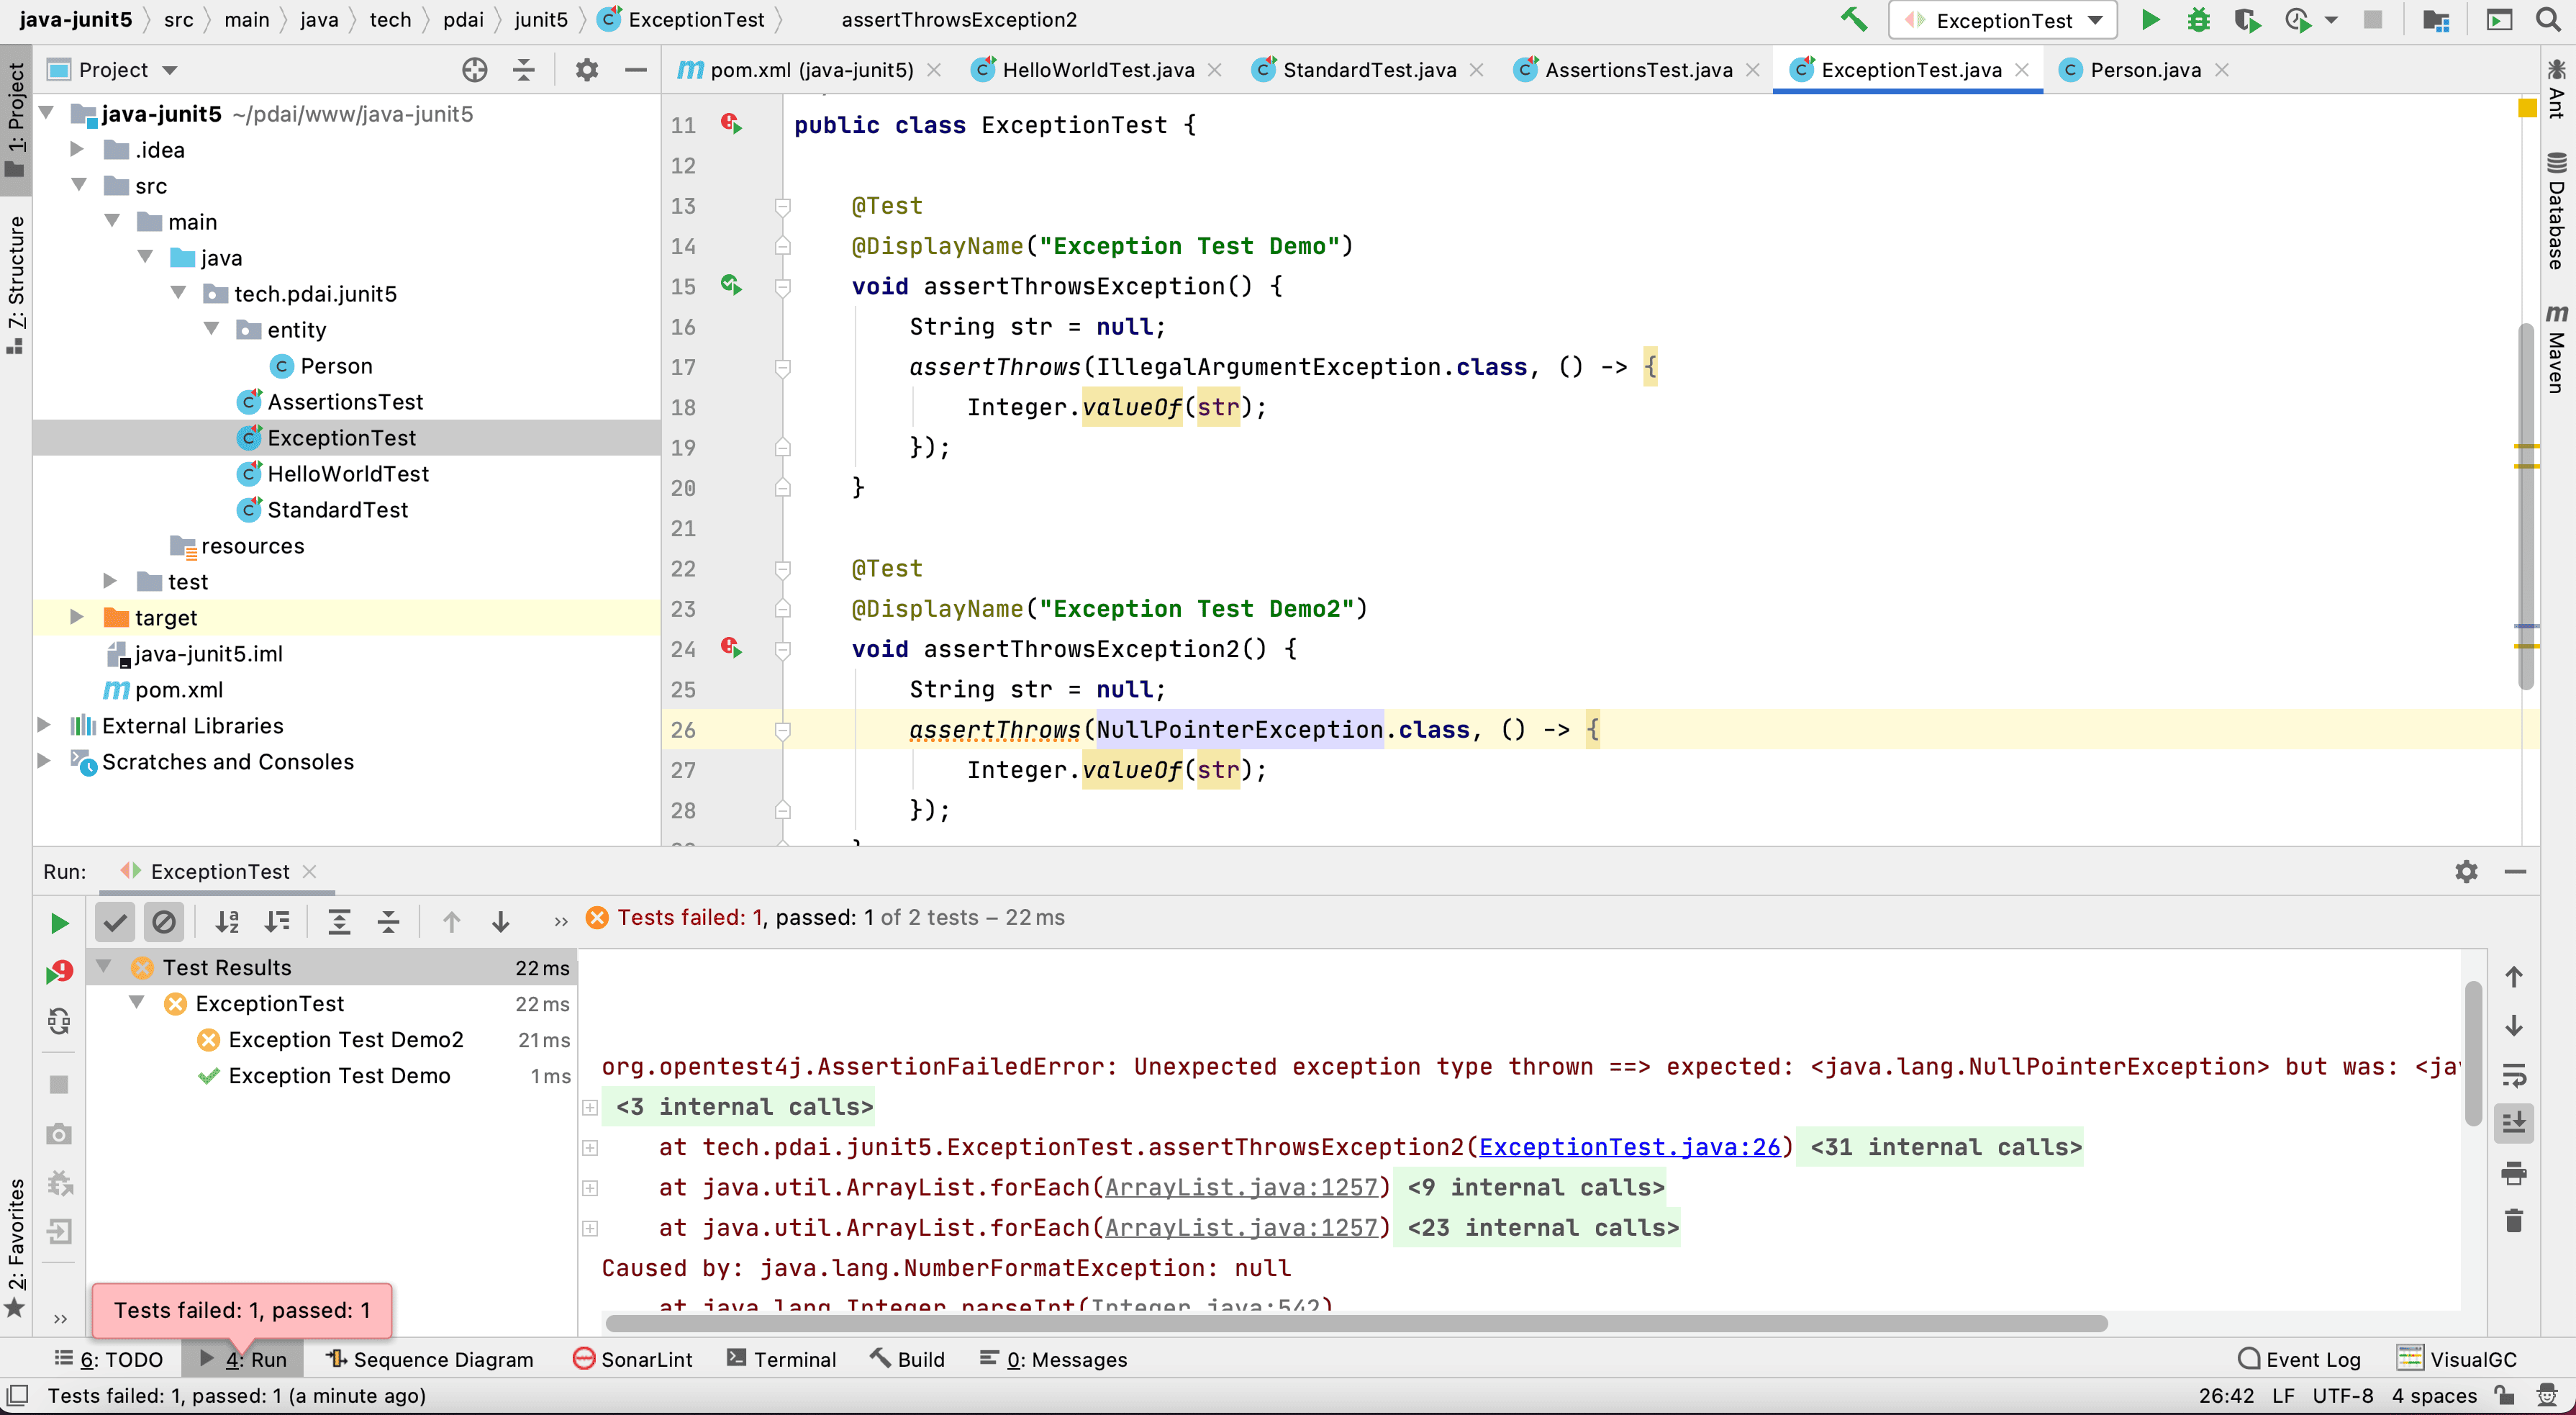 java-junit5 src main java tech pdai junit5 ExceptionTest assertThrowsException2
ExceptionTest
1: Project
Z: Structure
2: Favorites
Project
java-junit5 ~/pdai/www/java-junit5
.idea
src
main
java
tech.pdai.junit5
entity
Person
AssertionsTest
ExceptionTest
HelloWorldTest
StandardTest
resources
test
target
java-junit5.iml
pom.xml
External Libraries
Scratches and Consoles
pom.xml (java-junit5) HelloWorldTest.java StandardTest.java AssertionsTest.java ExceptionTest.java Person.java
11 public class ExceptionTest {
12
13 @Test
14 @DisplayName("Exception Test Demo")
15 void assertThrowsException() {
16 String str = null;
17 assertThrows(IllegalArgumentException.class, () -> {
18 Integer.valueOf(str);
19 });
20 }
21
22 @Test
23 @DisplayName("Exception Test Demo2")
24 void assertThrowsException2() {
25 String str = null;
26 assertThrows(NullPointerException.class, () -> {
27 Integer.valueOf(str);
28 });
Ant
Database
Maven
Run: ExceptionTest
Tests failed: 1, passed: 1 of 2 tests – 22 ms
Test Results 22 ms
ExceptionTest 22 ms
Exception Test Demo2 21 ms
Exception Test Demo 1 ms
org.opentest4j.AssertionFailedError: Unexpected exception type thrown ==> expected: <java.lang.NullPointerException> but was: <ja
<3 internal calls>
at tech.pdai.junit5.ExceptionTest.assertThrowsException2(ExceptionTest.java:26) <31 internal calls>
at java.util.ArrayList.forEach(ArrayList.java:1257) <9 internal calls>
at java.util.ArrayList.forEach(ArrayList.java:1257) <23 internal calls>
Caused by: java.lang.NumberFormatException: null
at java.lang.Integer.parseInt(Integer.java:542)
Tests failed: 1, passed: 1
6: TODO 4: Run Sequence Diagram SonarLint Terminal Build 0: Messages Event Log VisualGC
Tests failed: 1, passed: 1 (a minute ago) 26:42 LF UTF-8 4 spaces